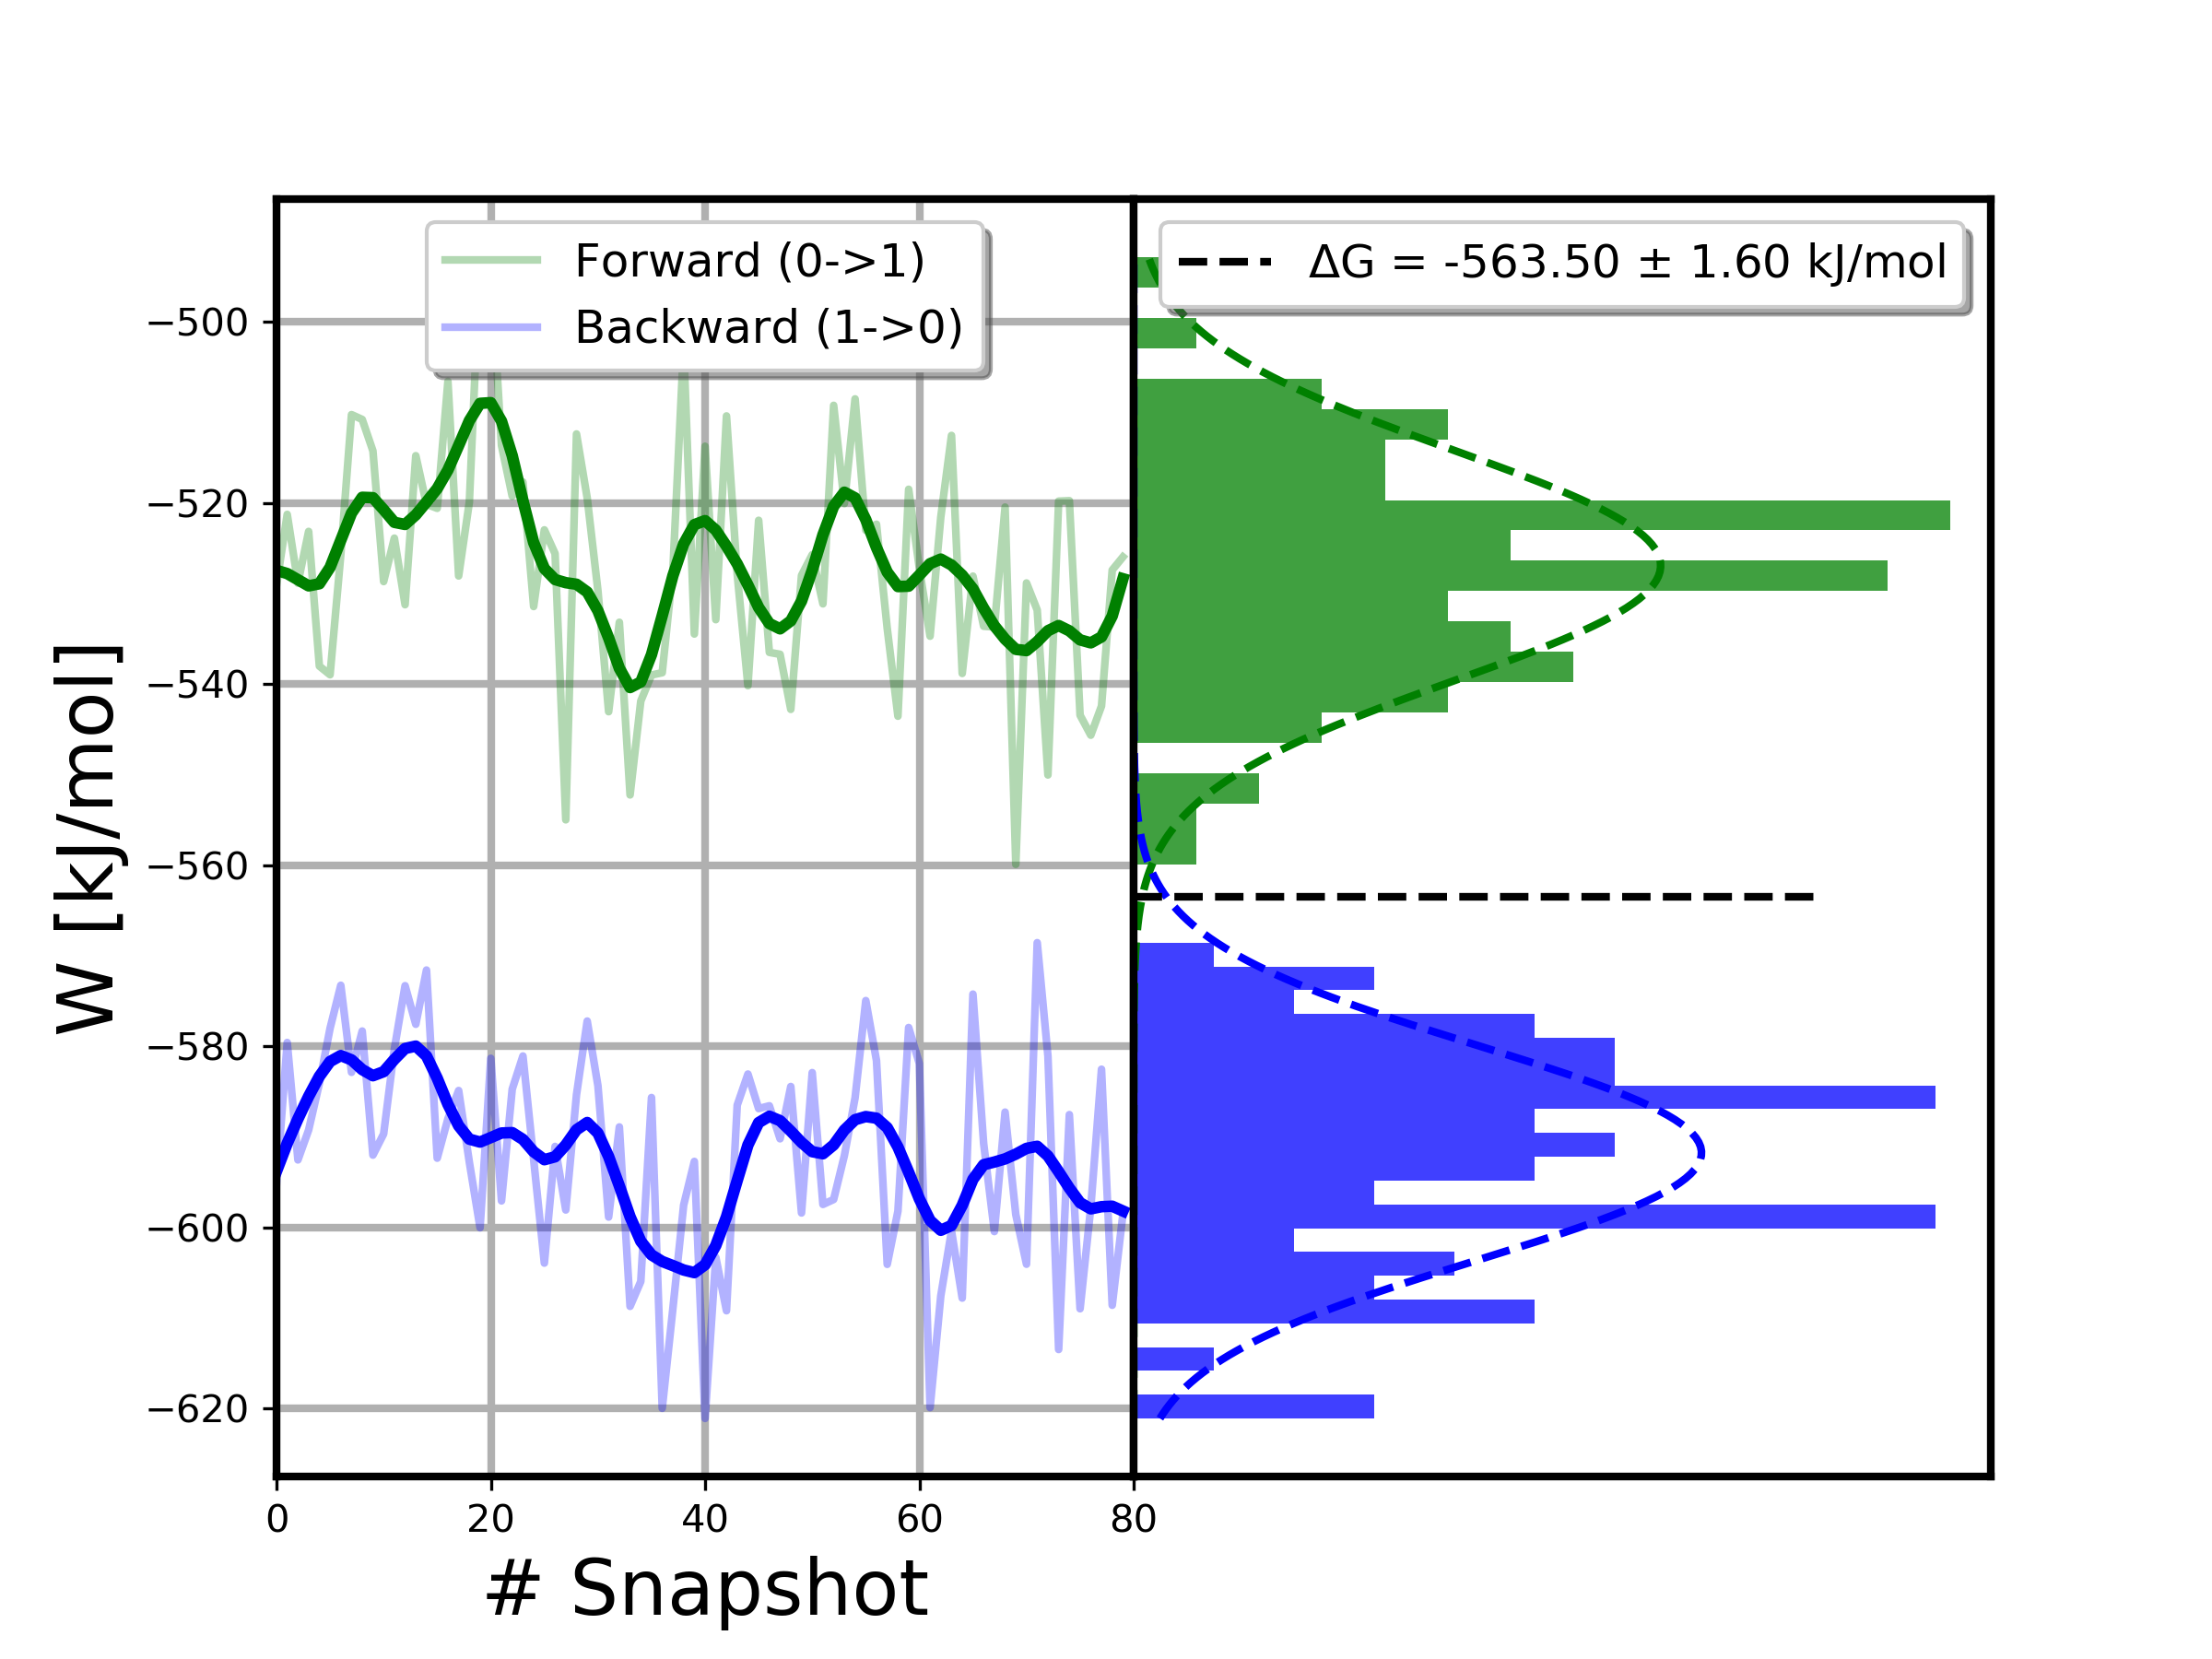 Forward (0->1)
Backward (1->0)
ΔG = -563.50 ± 1.60 kJ/mol
W [kJ/mol]
−500
−520
−540
−560
−580
−600
−620
0 20 40 60 80
# Snapshot